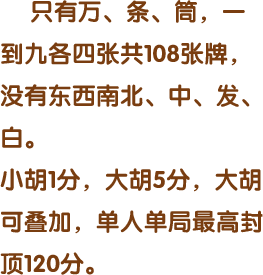 只有万、条、筒，一
到九各四张共108张牌，
没有东西南北、中、发、
白。
小胡1分，大胡5分，大胡
可叠加，单人单局最高封
顶120分。